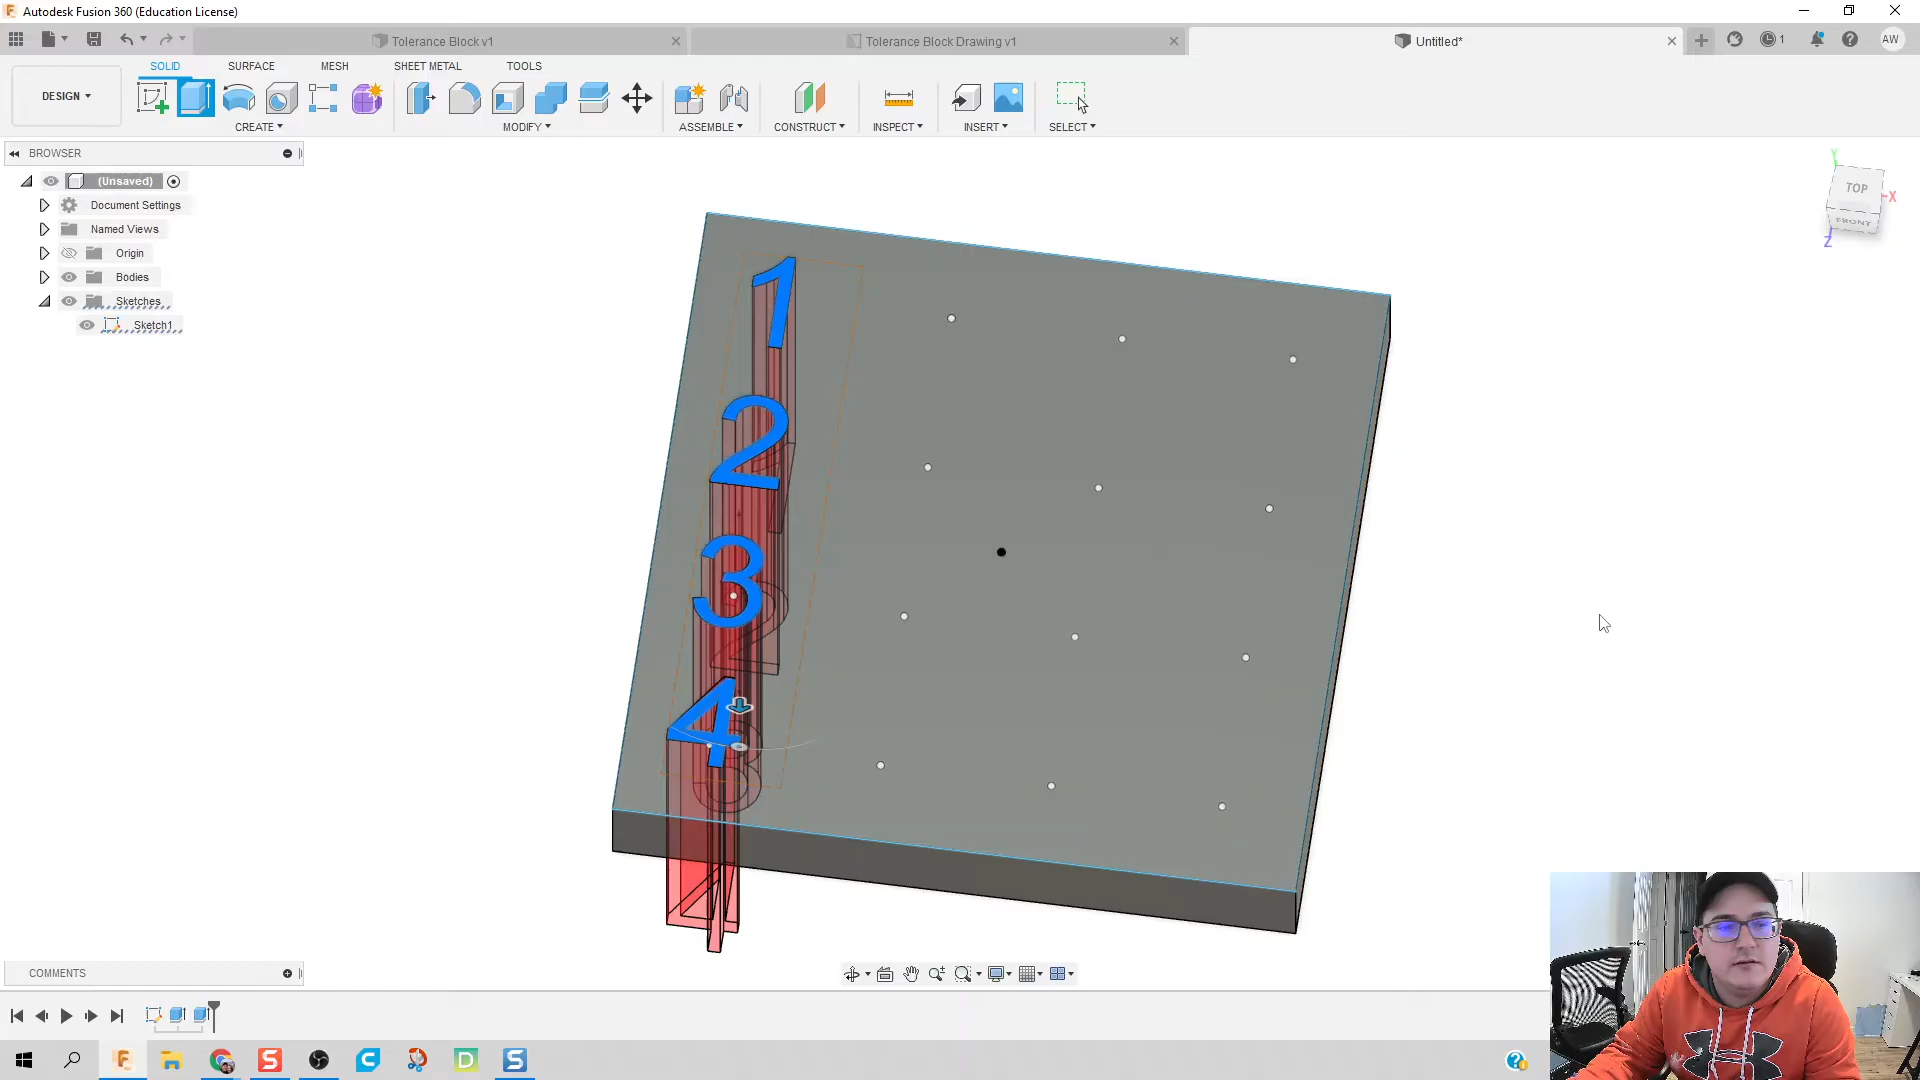 Autodesk Fusion 360 (Education License)
Tolerance Block v1
Tolerance Block Drawing v1
Untitled*
1
AW
DESIGN
SOLID
SURFACE
MESH
SHEET METAL
TOOLS
CREATE
MODIFY
ASSEMBLE
CONSTRUCT
INSPECT
INSERT
SELECT
BROWSER
(Unsaved)
Document Settings
Named Views
Origin
Bodies
Sketches
Sketch1
Y
TOP
X
FRONT
Z
1
2
3
4
COMMENTS